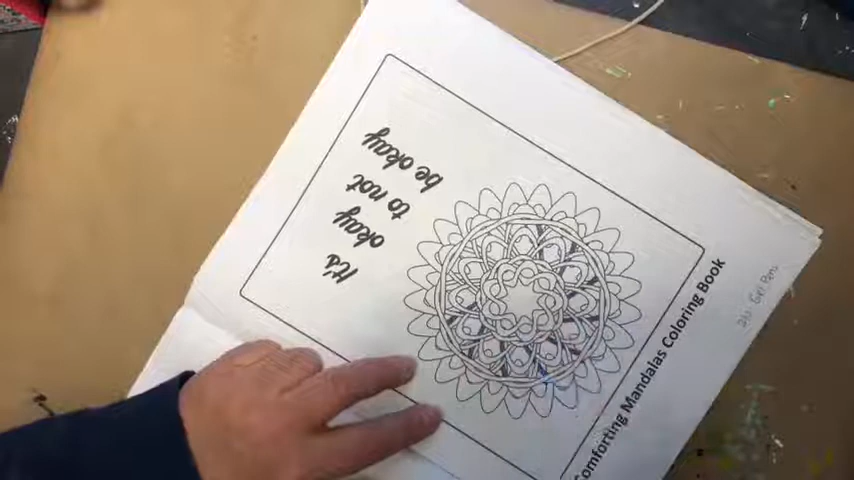 It's
okay
to not
be okay
Comforting Mandalas Coloring Book